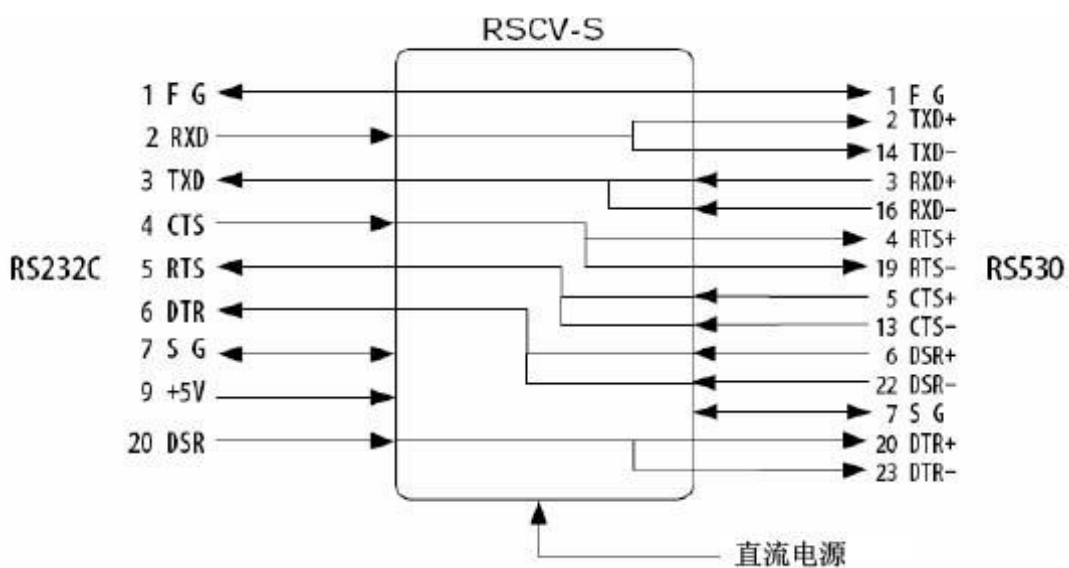 RSCV-S
1 F G
2 RXD
3 TXD
4 CTS
RS232C
5 RTS
6 DTR
7 S G
9 +5V
20 DSR
1 F G
2 TXD+
14 TXD-
3 RXD+
16 RXD-
4 RTS+
19 RTS-
RS530
5 CTS+
13 CTS-
6 DSR+
22 DSR-
7 S G
20 DTR+
23 DTR-
直流电源